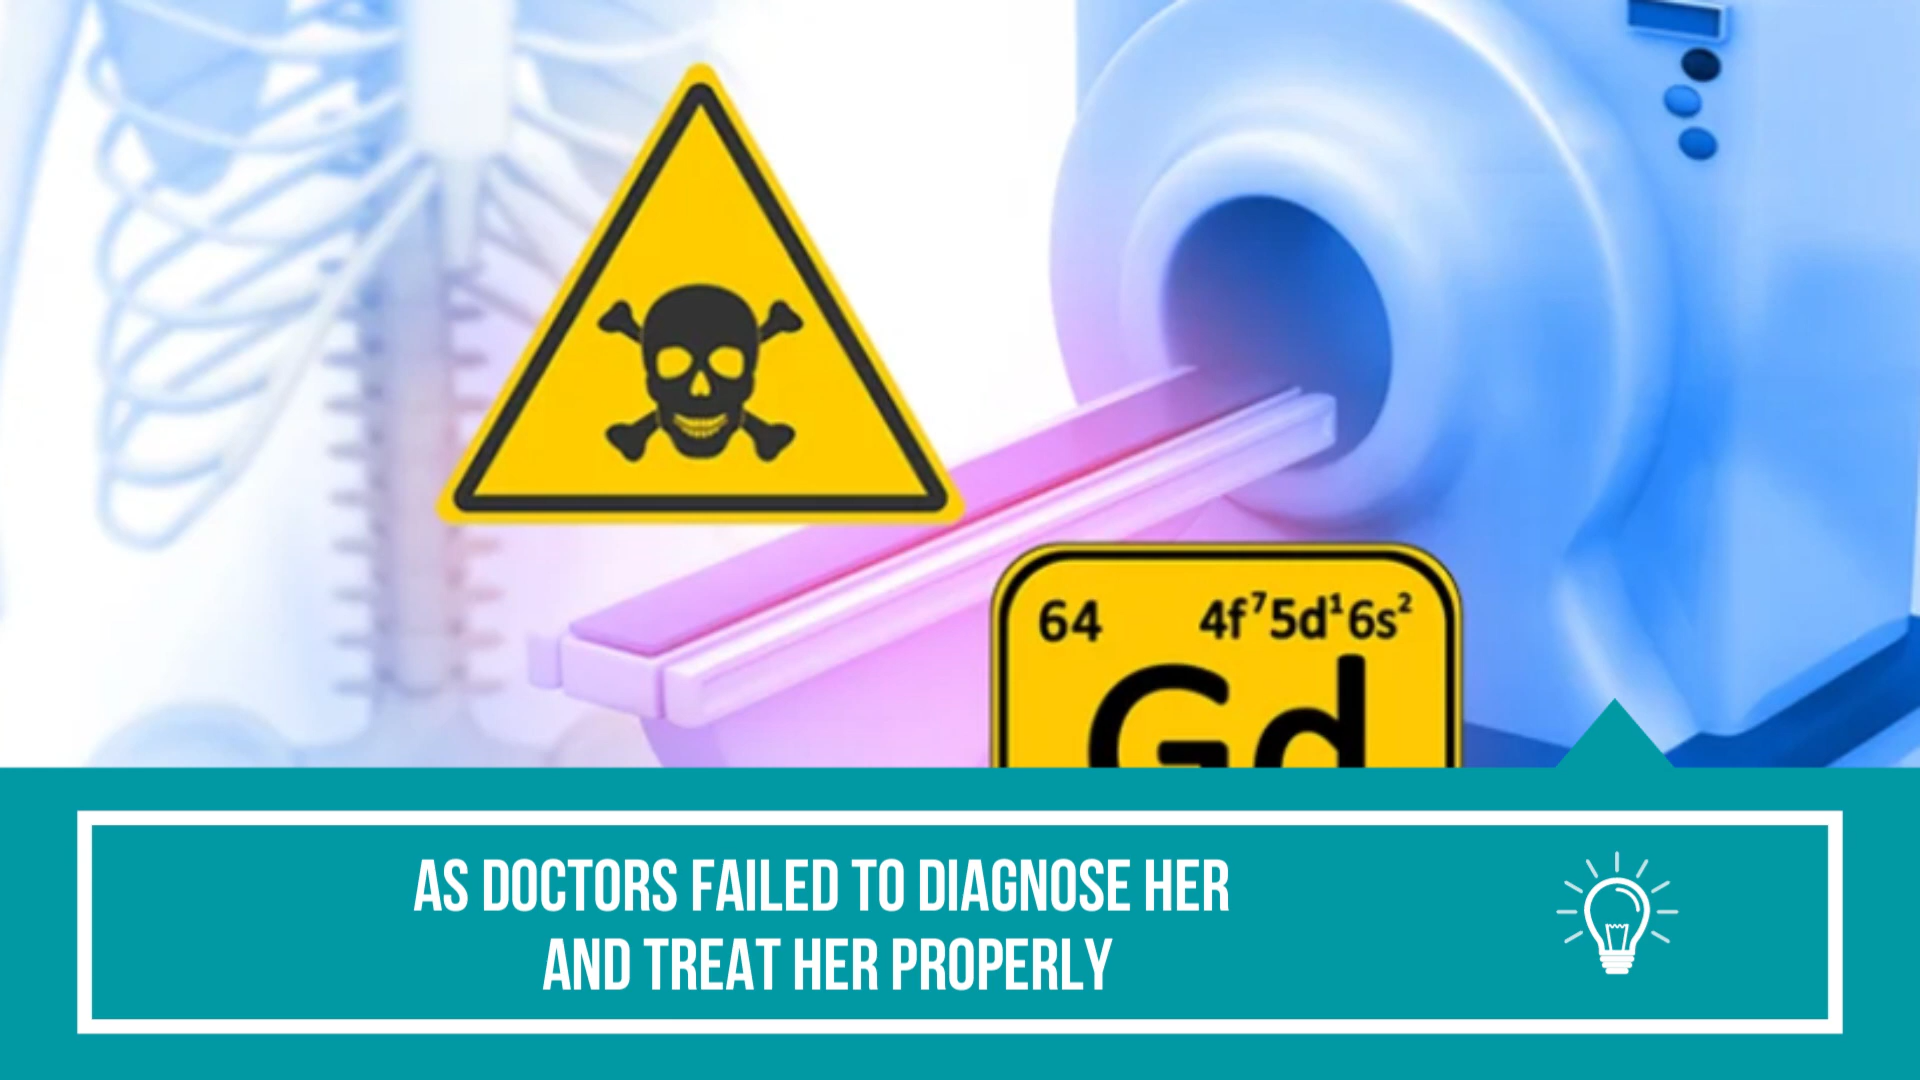 64 4f⁷5d¹6s²
Gd
AS DOCTORS FAILED TO DIAGNOSE HER
AND TREAT HER PROPERLY